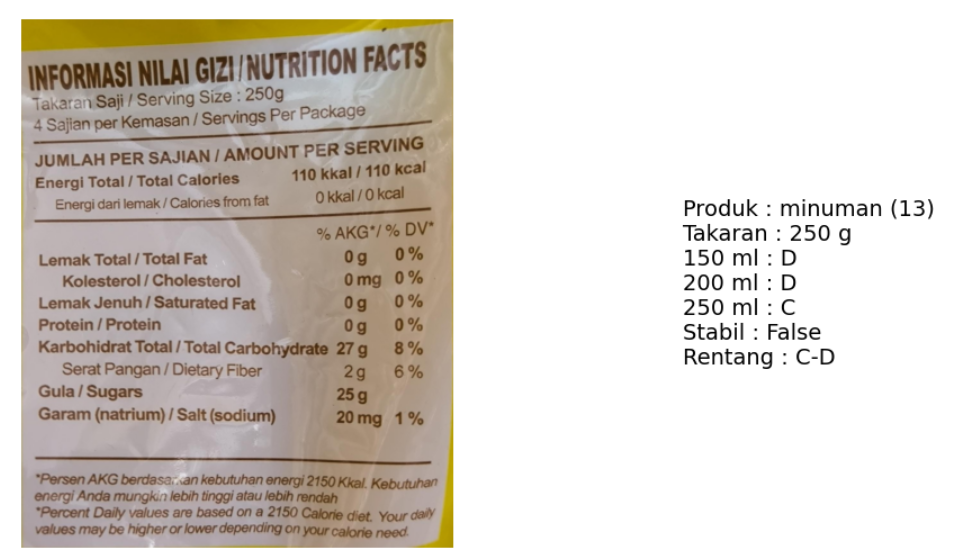 INFORMASI NILAI GIZI / NUTRITION FACTS
Takaran Saji / Serving Size : 250g
4 Sajian per Kemasan / Servings Per Package
JUMLAH PER SAJIAN / AMOUNT PER SERVING
Energi Total / Total Calories 110 kkal / 110 kcal
Energi dari lemak / Calories from fat 0 kkal / 0 kcal
% AKG*/ % DV*
Lemak Total / Total Fat 0 g 0 %
Kolesterol / Cholesterol 0 mg 0 %
Lemak Jenuh / Saturated Fat 0 g 0 %
Protein / Protein 0 g 0 %
Karbohidrat Total / Total Carbohydrate 27 g 8 %
Serat Pangan / Dietary Fiber 2 g 6 %
Gula / Sugars 25 g
Garam (natrium) / Salt (sodium) 20 mg 1 %
*Persen AKG berdasarkan kebutuhan energi 2150 Kkal. Kebutuhan
energi Anda mungkin lebih tinggi atau lebih rendah
*Percent Daily values are based on a 2150 Calorie diet. Your daily
values may be higher or lower depending on your calorie need.
Produk : minuman (13)
Takaran : 250 g
150 ml : D
200 ml : D
250 ml : C
Stabil : False
Rentang : C-D